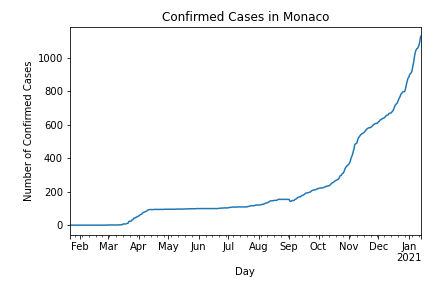 Confirmed Cases in Monaco
Number of Confirmed Cases
1000
800
600
400
200
0
Feb Mar Apr May Jun Jul Aug Sep Oct Nov Dec Jan
2021
Day